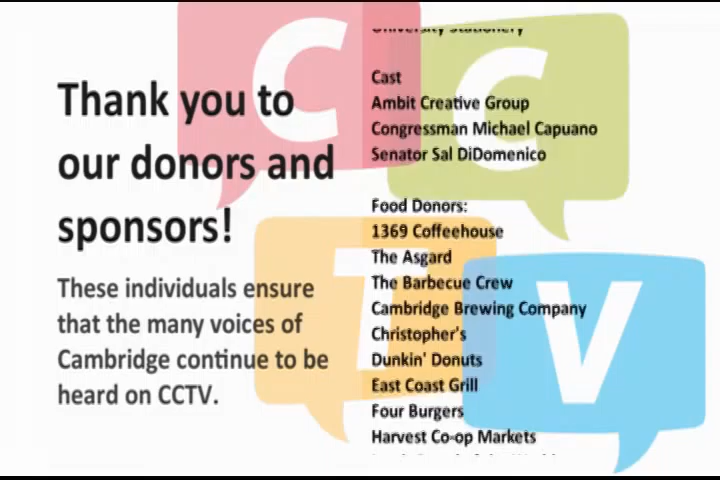 C C
T V
Thank you to
our donors and
sponsors!
These individuals ensure
that the many voices of
Cambridge continue to be
heard on CCTV.
University Stationery
Cast
Ambit Creative Group
Congressman Michael Capuano
Senator Sal DiDomenico
Food Donors:
1369 Coffeehouse
The Asgard
The Barbecue Crew
Cambridge Brewing Company
Christopher's
Dunkin' Donuts
East Coast Grill
Four Burgers
Harvest Co-op Markets